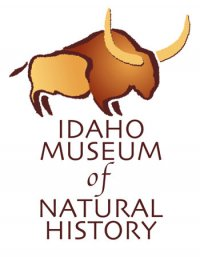 IDAHO
MUSEUM
of
NATURAL
HISTORY